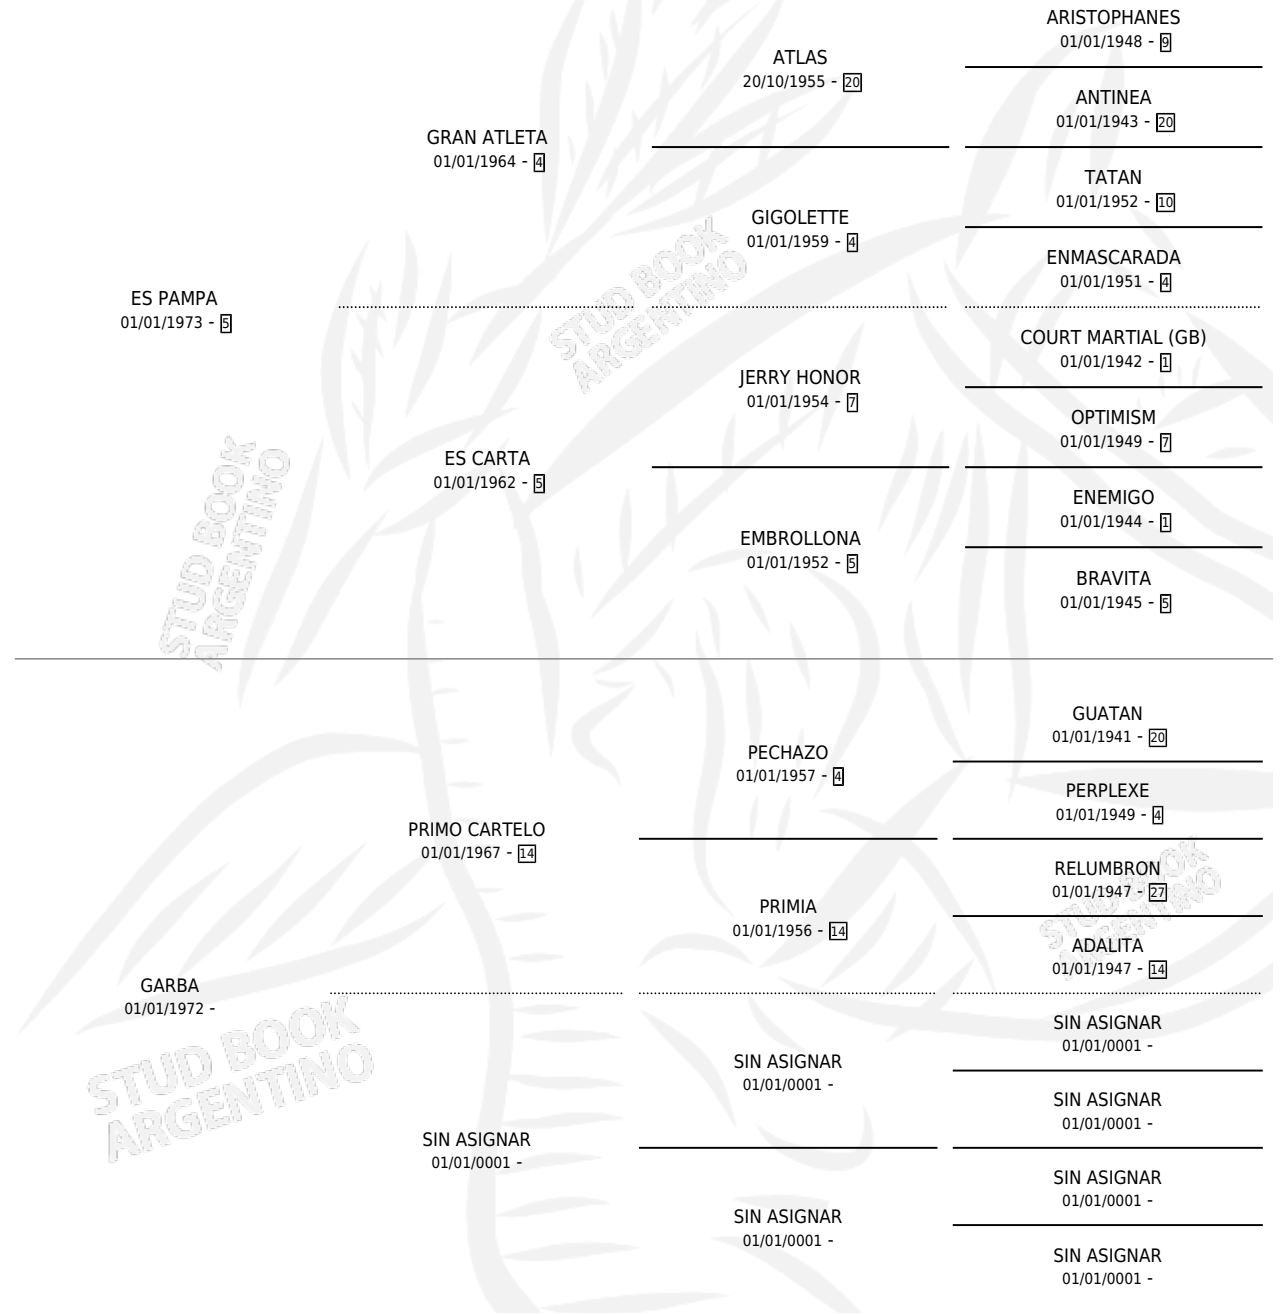 ARISTOPHANES
01/01/1948 - 9
ATLAS
20/10/1955 - 20
ANTINEA
01/01/1943 - 20
GRAN ATLETA
01/01/1964 - 4
TATAN
01/01/1952 - 10
GIGOLETTE
01/01/1959 - 4
ENMASCARADA
01/01/1951 - 4
ES PAMPA
01/01/1973 - 5
COURT MARTIAL (GB)
01/01/1942 - 1
JERRY HONOR
01/01/1954 - 7
OPTIMISM
01/01/1949 - 7
ES CARTA
01/01/1962 - 5
ENEMIGO
01/01/1944 - 1
EMBROLLONA
01/01/1952 - 5
BRAVITA
01/01/1945 - 5
STUD BOOK
ARGENTINO
STUD BOOK
ARGENTINO
GUATAN
01/01/1941 - 20
PECHAZO
01/01/1957 - 4
PERPLEXE
01/01/1949 - 4
PRIMO CARTELO
01/01/1967 - 14
RELUMBRON
01/01/1947 - 27
PRIMIA
01/01/1956 - 14
ADALITA
01/01/1947 - 14
GARBA
01/01/1972 -
SIN ASIGNAR
01/01/0001 -
SIN ASIGNAR
01/01/0001 -
SIN ASIGNAR
01/01/0001 -
SIN ASIGNAR
01/01/0001 -
SIN ASIGNAR
01/01/0001 -
SIN ASIGNAR
01/01/0001 -
SIN ASIGNAR
01/01/0001 -
STUD BOOK
ARGENTINO
STUD BOOK
ARGENTINO